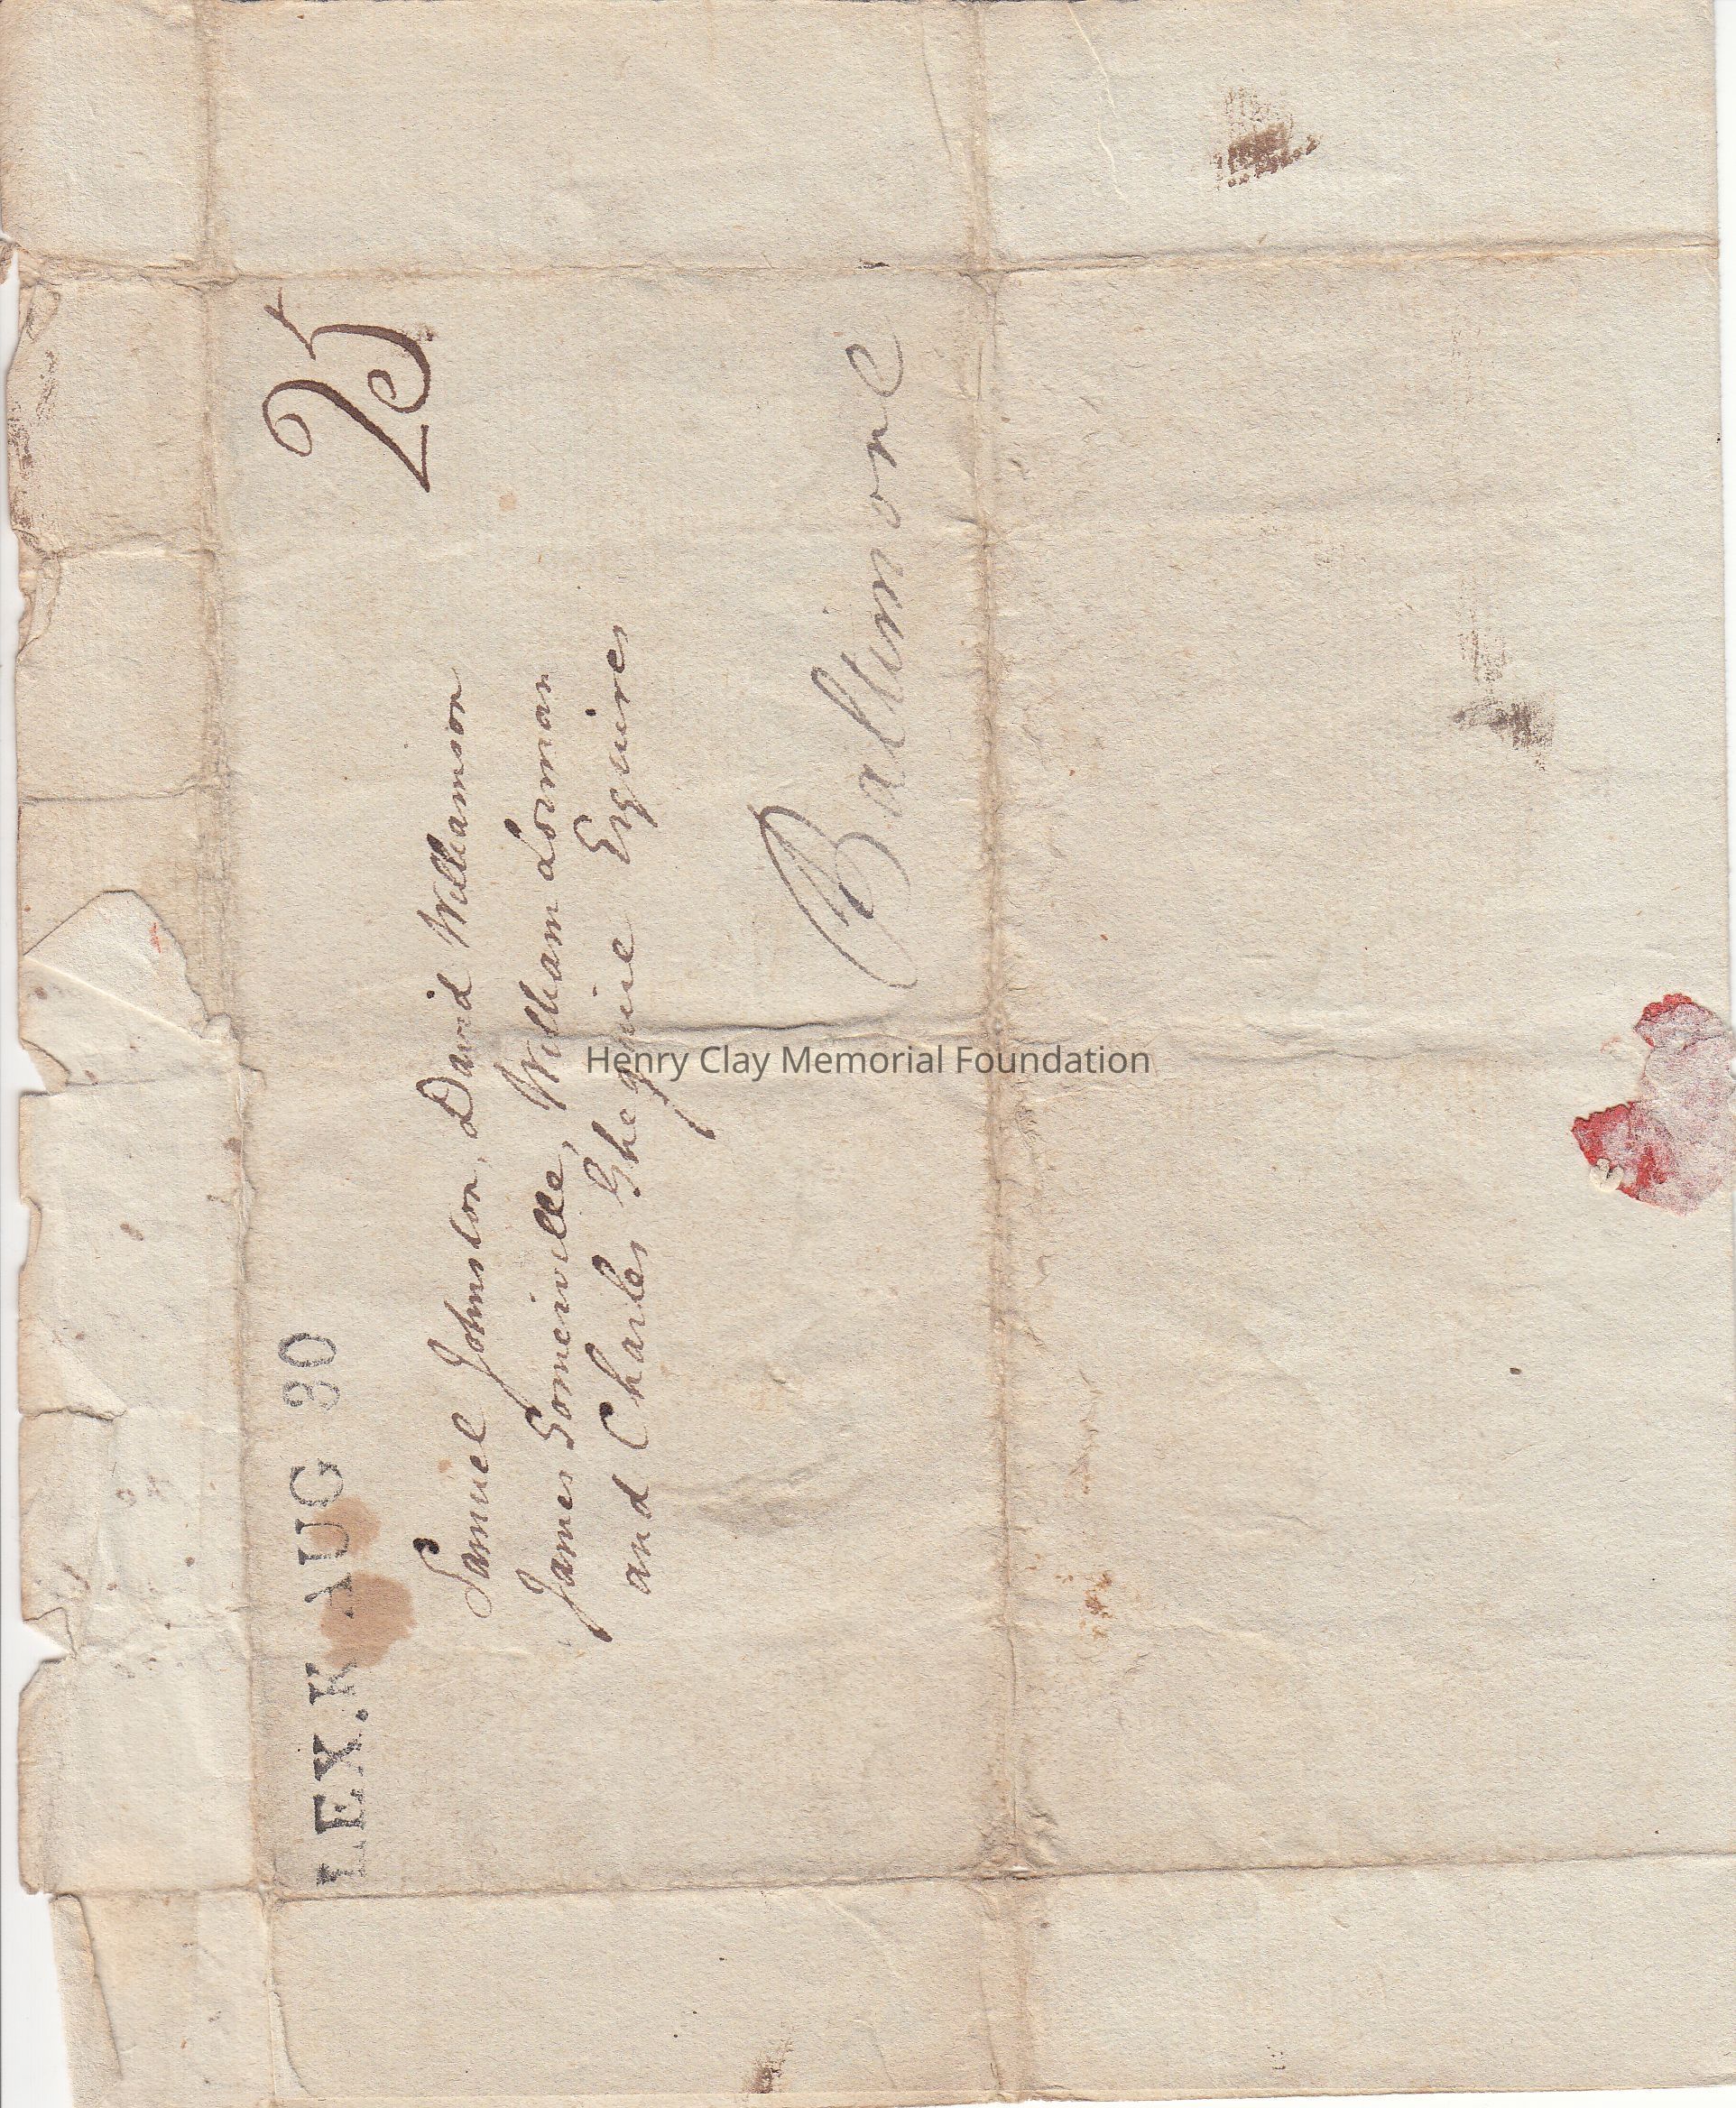 LEX. K AUG 30
25
Samuel Johnston, David Williamson
James Somerville, William Lorman
and Charles Ghequiere Esquires
Baltimore
Henry Clay Memorial Foundation